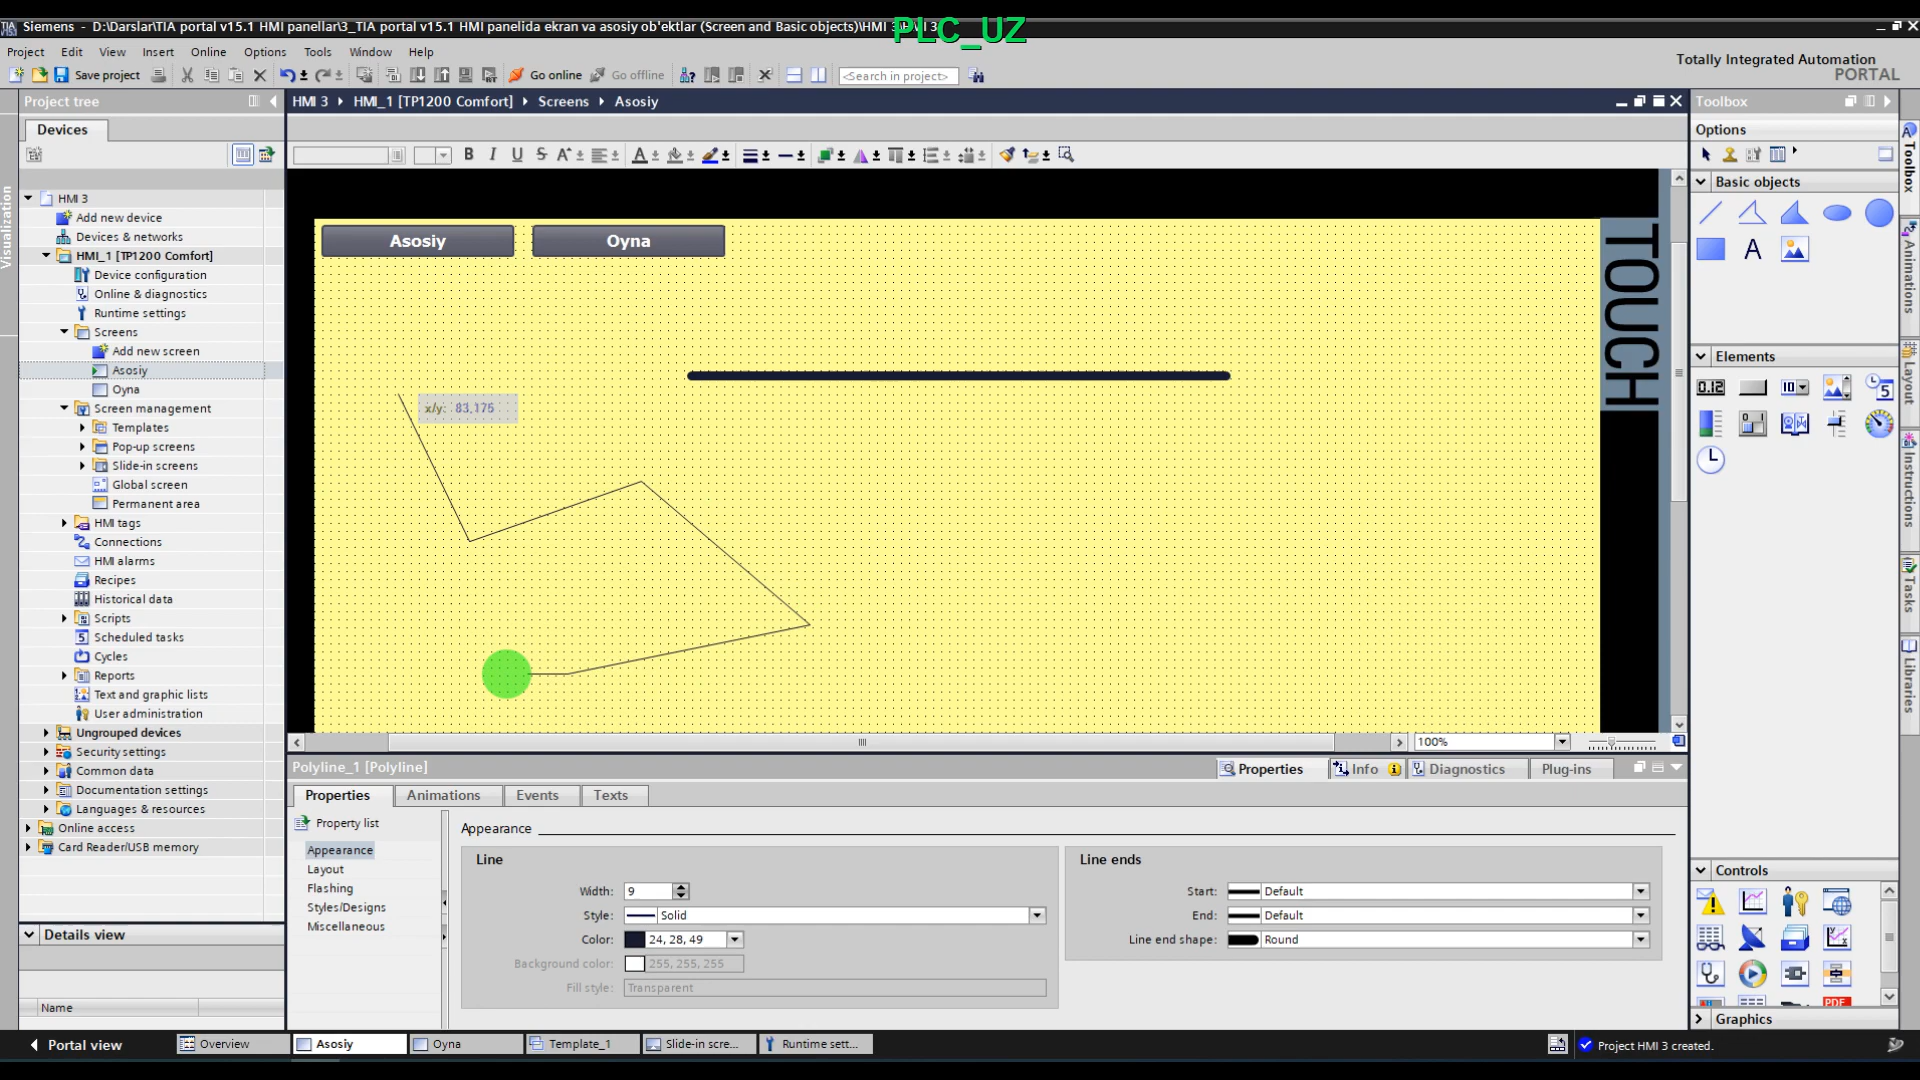 Siemens - D:\Darslar\TIA portal v15.1 HMI panellar\3_TIA portal v15.1 HMI panelida ekran va asosiy ob'ektlar (Screen and Basic objects)\HMI 3\HMI 3
PLC_UZ
Project Edit View Insert Online Options Tools Window Help
Totally Integrated Automation
PORTAL
Save project
Go online
Go offline
<Search in project>
Project tree
HMI 3 HMI_1 [TP1200 Comfort] Screens Asosiy
Toolbox
Devices
Options
Visualization
Basic objects
HMI 3
Add new device
Devices & networks
HMI_1 [TP1200 Comfort]
Device configuration
Online & diagnostics
Runtime settings
Screens
Add new screen
Asosiy
Oyna
Screen management
Templates
Pop-up screens
Slide-in screens
Global screen
Permanent area
HMI tags
Connections
HMI alarms
Recipes
Historical data
Scripts
Scheduled tasks
Cycles
Reports
Text and graphic lists
User administration
Ungrouped devices
Security settings
Common data
Documentation settings
Languages & resources
Online access
Card Reader/USB memory
Details view
Name
Asosiy
Oyna
TOUCH
x/y: 83,175
100%
Elements
Controls
Graphics
Toolbox
Animations
Layout
Instructions
Tasks
Libraries
Polyline_1 [Polyline]
Properties Info Diagnostics Plug-ins
Properties Animations Events Texts
Property list
Appearance
Layout
Flashing
Styles/Designs
Miscellaneous
Appearance
Line
Width: 9
Style: Solid
Color: 24, 28, 49
Background color: 255, 255, 255
Fill style: Transparent
Line ends
Start: Default
End: Default
Line end shape: Round
Portal view
Overview
Asosiy
Oyna
Template_1
Slide-in scre...
Runtime sett...
Project HMI 3 created.